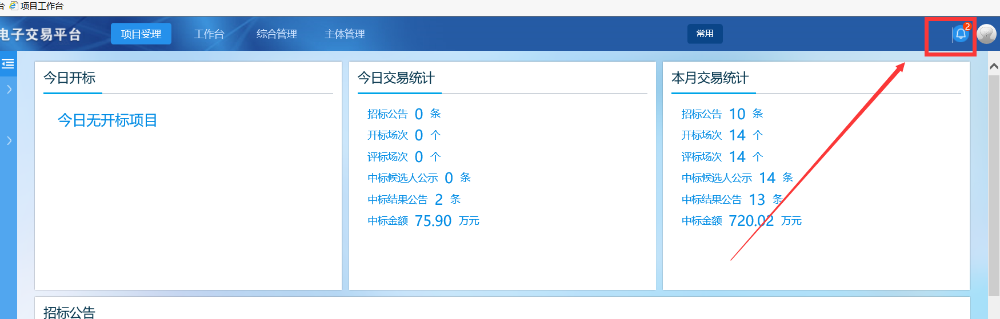 台 项目工作台
电子交易平台 项目受理 工作台 综合管理 主体管理 常用 2
今日开标
今日无开标项目
今日交易统计
招标公告 0 条
开标场次 0 个
评标场次 0 个
中标候选人公示 0 条
中标结果公告 2 条
中标金额 75.90 万元
本月交易统计
招标公告 10 条
开标场次 14 个
评标场次 14 个
中标候选人公示 14 条
中标结果公告 13 条
中标金额 720.02 万元
招标公告